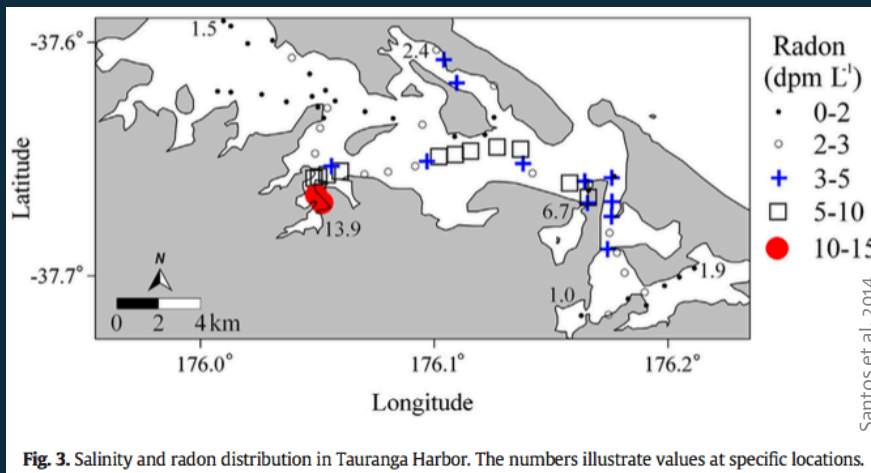 1.5
-37.6°
2.4
Radon
(dpm L⁻¹)
0-2
2-3
3-5
5-10
10-15
Latitude
6.7
13.9
-37.7°
N
1.9
1.0
0 2 4 km
176.0° 176.1° 176.2°
Longitude
Santos et al. 2014
Fig. 3. Salinity and radon distribution in Tauranga Harbor. The numbers illustrate values at specific locations.